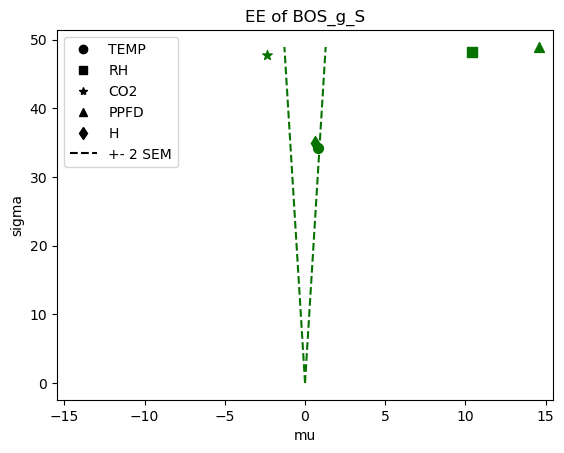 EE of BOS_g_S
50
40
30
20
10
0
sigma
TEMP
RH
CO2
PPFD
H
+- 2 SEM
−15
−10
−5
0
5
10
15
mu